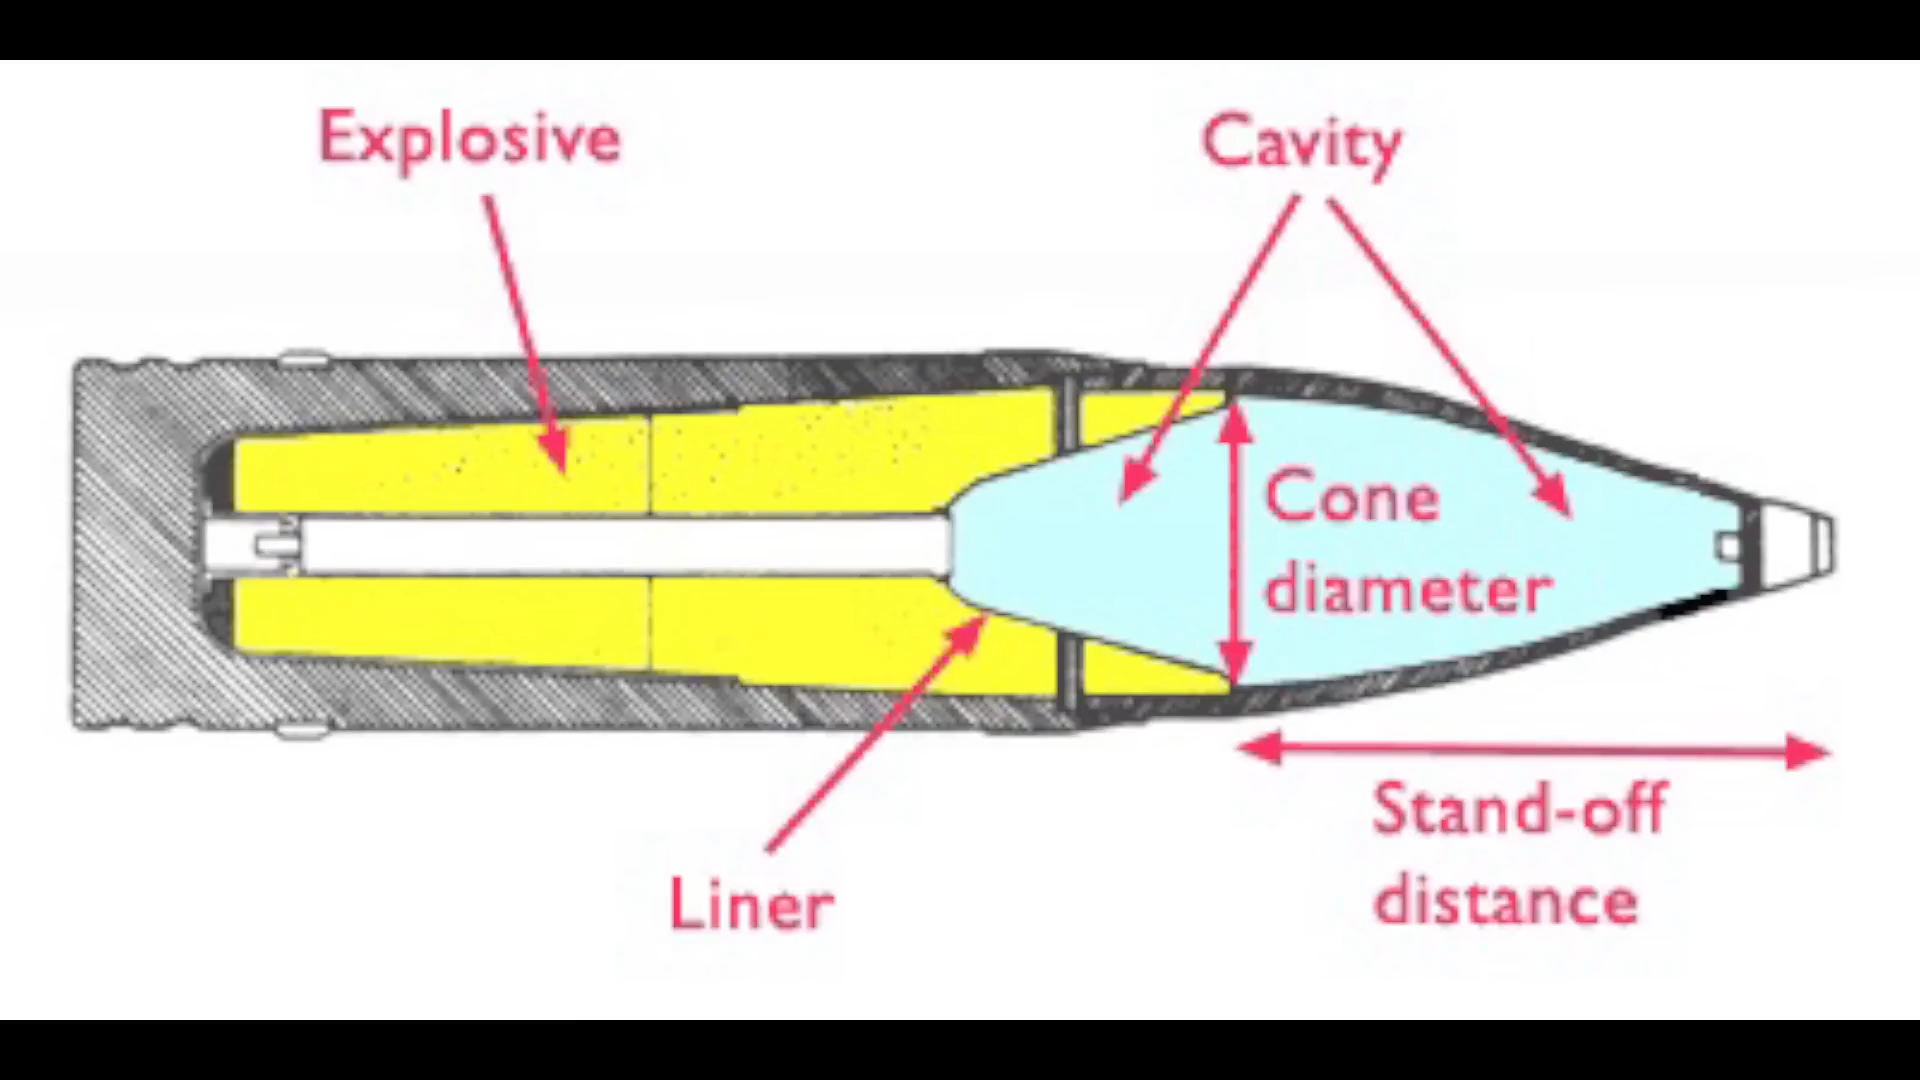 Explosive
Cavity
Cone
diameter
Liner
Stand-off
distance